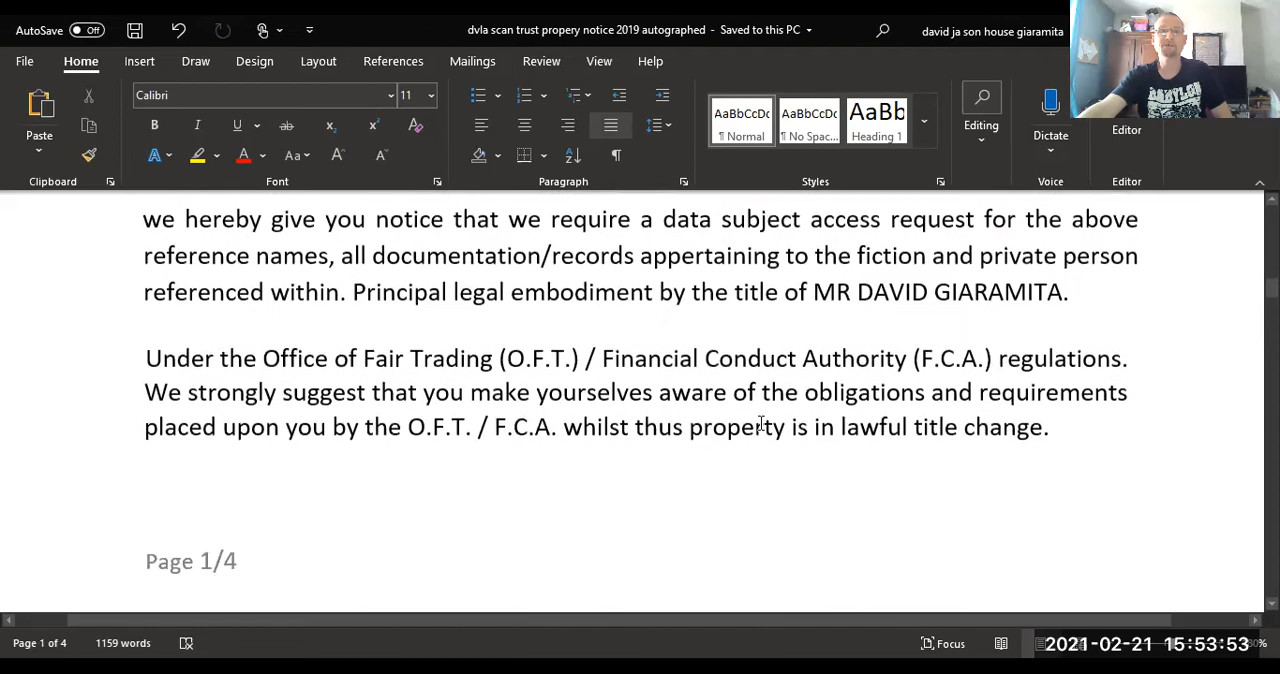 AutoSave Off
dvla scan trust propery notice 2019 autographed - Saved to this PC
david ja son house giaramita
File Home Insert Draw Design Layout References Mailings Review View Help
Calibri 11
Paste
AaBbCcDc AaBbCcDc AaBb
¶ Normal ¶ No Spac... Heading 1
Editing
Dictate
Editor
Clipboard Font Paragraph Styles Voice Editor
we hereby give you notice that we require a data subject access request for the above
reference names, all documentation/records appertaining to the fiction and private person
referenced within. Principal legal embodiment by the title of MR DAVID GIARAMITA.
Under the Office of Fair Trading (O.F.T.) / Financial Conduct Authority (F.C.A.) regulations.
We strongly suggest that you make yourselves aware of the obligations and requirements
placed upon you by the O.F.T. / F.C.A. whilst thus property is in lawful title change.
Page 1/4
Page 1 of 4 1159 words Focus
2021-02-21 15:53:53
BABYLON